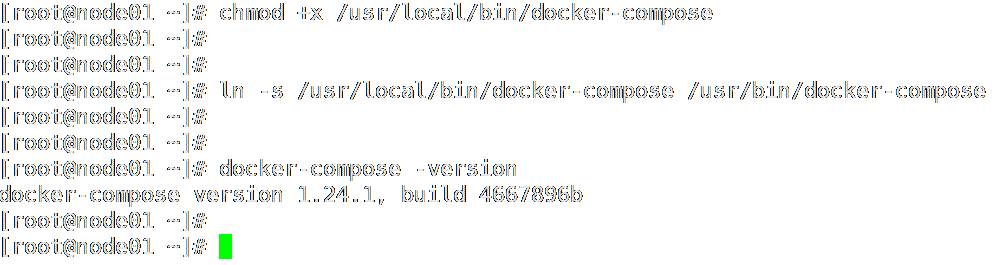 [root@node01 ~]# chmod +x /usr/local/bin/docker-compose
[root@node01 ~]#
[root@node01 ~]#
[root@node01 ~]# ln -s /usr/local/bin/docker-compose /usr/bin/docker-compose
[root@node01 ~]#
[root@node01 ~]#
[root@node01 ~]# docker-compose -version
docker-compose version 1.24.1, build 4667896b
[root@node01 ~]#
[root@node01 ~]#